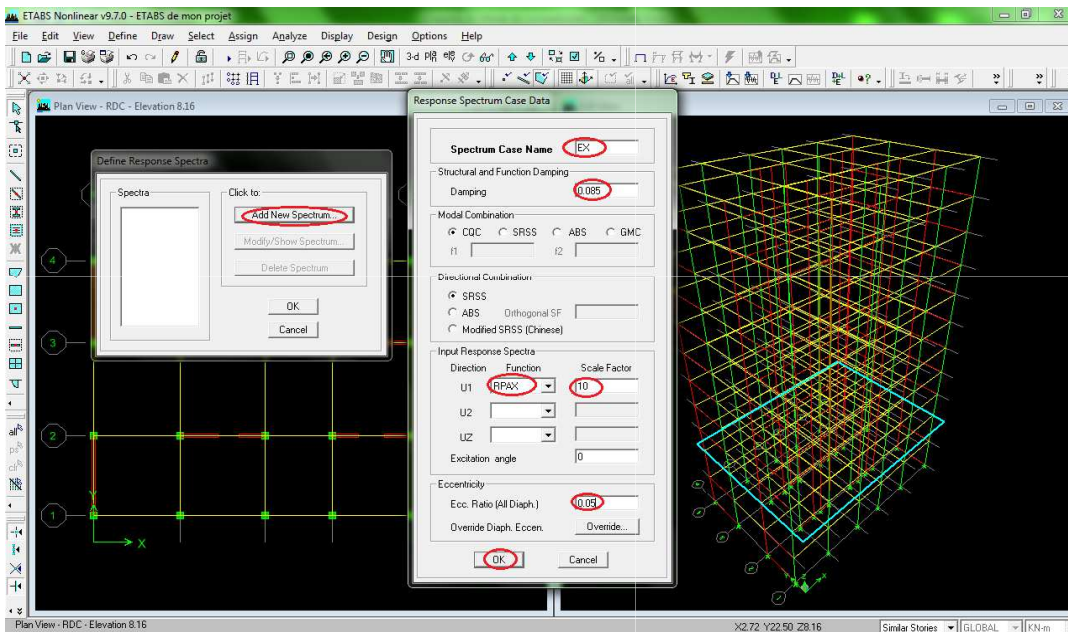 ETABS Nonlinear v9.7.0 - ETABS de mon projet
File Edit View Define Draw Select Assign Analyze Display Design Options Help
3-d
Plan View - RDC - Elevation 8.16
Response Spectrum Case Data
Define Response Spectra
Spectra
Click to:
Add New Spectrum...
Modify/Show Spectrum...
Delete Spectrum
OK
Cancel
Spectrum Case Name EX
Structural and Function Damping
Damping 0.085
Modal Combination
CQC SRSS ABS GMC
f1 f2
Directional Combination
SRSS
ABS Orthogonal SF
Modified SRSS (Chinese)
Input Response Spectra
Direction Function Scale Factor
U1 RPAX 10
U2
UZ
Excitation angle 0
Eccentricity
Ecc. Ratio (All Diaph.) 0.05
Override Diaph. Eccen. Override...
OK Cancel
4
3
2
1
Y
X
all
ps
clr
Plan View - RDC - Elevation 8.16 X2.72 Y22.50 Z8.16 Similar Stories GLOBAL KN-m